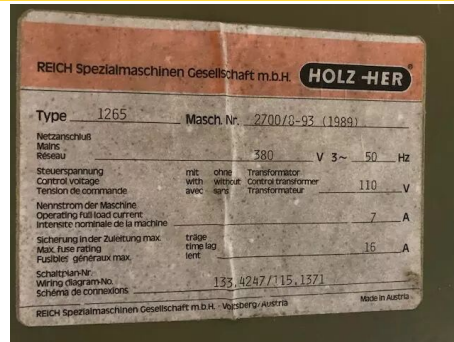 REICH Spezialmaschinen Gesellschaft m.b.H. HOLZ-HER®
Type 1265 Masch. Nr. 2700/8-93 (1989)
Netzanschluß
Mains
Réseau 380 V 3~ 50 Hz
Steuerspannung mit ohne Transformator
Control voltage with without Control transformer 110 V
Tension de commande avec sans Transformateur
Nennstrom der Maschine
Operating full load current 7 A
Intensite nominale de la machine
Sicherung in der Zuleitung max. träge
Max. fuse rating time lag 16 A
Fusibles généraux max. lent
Schaltplan-Nr.
Wiring diagram-No. 133,4247/115,1371
Schéma de connexions
REICH Spezialmaschinen Gesellschaft m.b.H. - Voitsberg/Austria Made in Austria